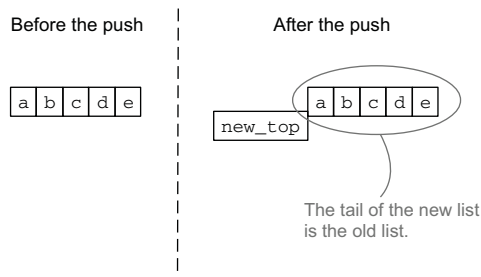 Before the push
After the push
a b c d e
a b c d e
new_top
The tail of the new list
is the old list.